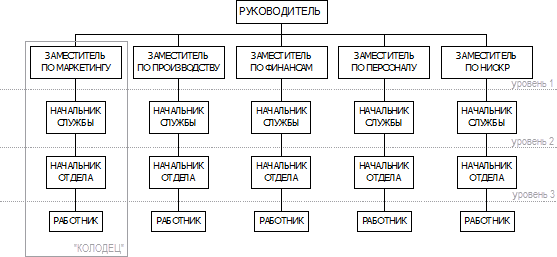 РУКОВОДИТЕЛЬ
ЗАМЕСТИТЕЛЬ
ПО МАРКЕТИНГУ
ЗАМЕСТИТЕЛЬ
ПО ПРОИЗВОДСТВУ
ЗАМЕСТИТЕЛЬ
ПО ФИНАНСАМ
ЗАМЕСТИТЕЛЬ
ПО ПЕРСОНАЛУ
ЗАМЕСТИТЕЛЬ
ПО НИОКР
уровень 1
НАЧАЛЬНИК
СЛУЖБЫ
НАЧАЛЬНИК
СЛУЖБЫ
НАЧАЛЬНИК
СЛУЖБЫ
НАЧАЛЬНИК
СЛУЖБЫ
НАЧАЛЬНИК
СЛУЖБЫ
уровень 2
НАЧАЛЬНИК
ОТДЕЛА
НАЧАЛЬНИК
ОТДЕЛА
НАЧАЛЬНИК
ОТДЕЛА
НАЧАЛЬНИК
ОТДЕЛА
НАЧАЛЬНИК
ОТДЕЛА
уровень 3
РАБОТНИК
РАБОТНИК
РАБОТНИК
РАБОТНИК
РАБОТНИК
"КОЛОДЕЦ"